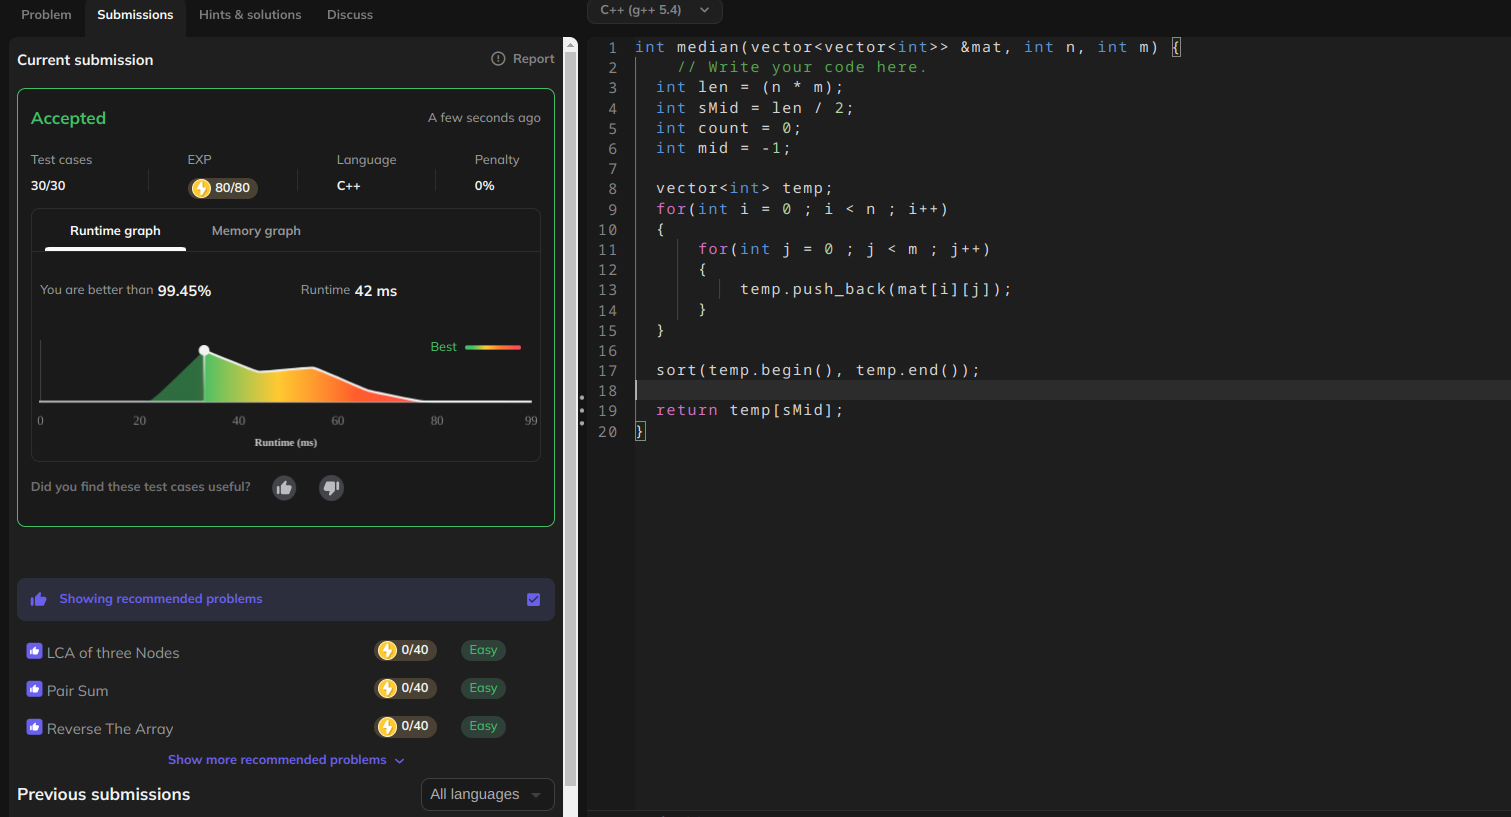 Problem
Submissions
Hints & solutions
Discuss
Current submission
Report
Accepted
A few seconds ago
Test cases
EXP
Language
Penalty
30/30
80/80
C++
0%
Runtime graph
Memory graph
You are better than 99.45%
Runtime 42 ms
Best
0 20 40 60 80 99
Runtime (ms)
Did you find these test cases useful?
Showing recommended problems
LCA of three Nodes 0/40 Easy
Pair Sum 0/40 Easy
Reverse The Array 0/40 Easy
Show more recommended problems
Previous submissions
All languages
C++ (g++ 5.4)
1 int median(vector<vector<int>> &mat, int n, int m) {
2     // Write your code here.
3   int len = (n * m);
4   int sMid = len / 2;
5   int count = 0;
6   int mid = -1;
7
8   vector<int> temp;
9   for(int i = 0 ; i < n ; i++)
10   {
11       for(int j = 0 ; j < m ; j++)
12       {
13           temp.push_back(mat[i][j]);
14       }
15   }
16
17   sort(temp.begin(), temp.end());
18
19   return temp[sMid];
20 }